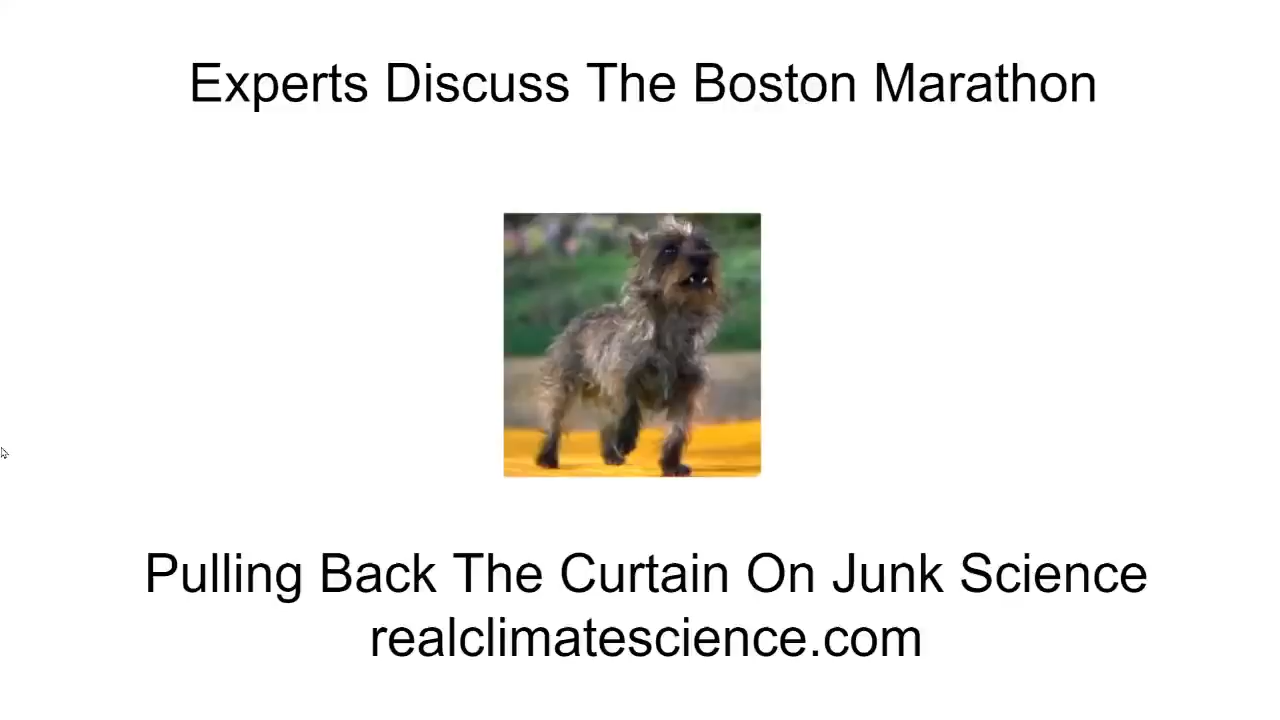 Experts Discuss The Boston Marathon
Pulling Back The Curtain On Junk Science
realclimatescience.com